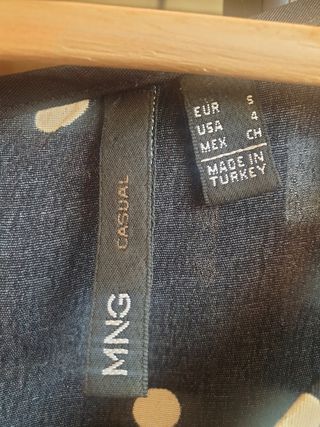 MNG CASUAL
EUR S
USA 4
MEX CH
MADE IN
TURKEY